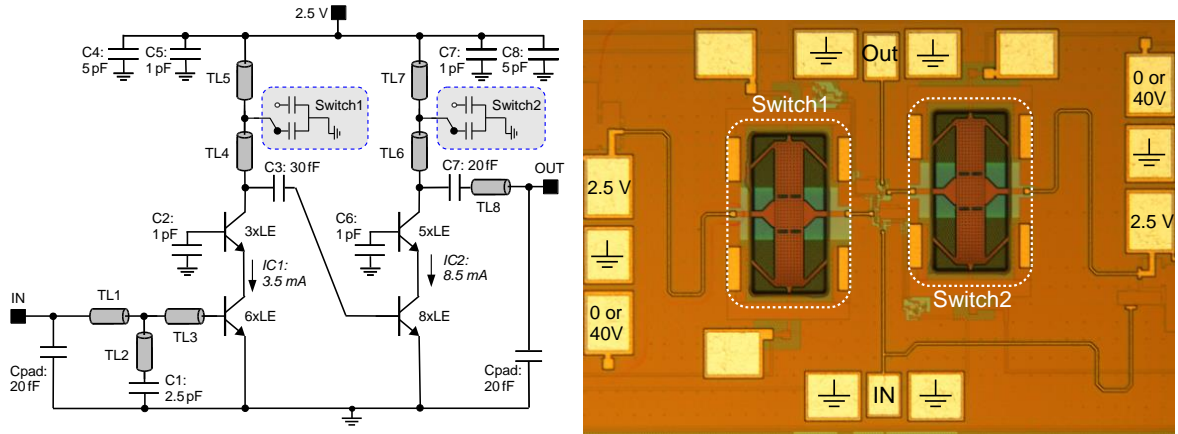 2.5 V
C4:
5 pF
C5:
1 pF
C7:
1 pF
C8:
5 pF
TL5
TL7
Switch1
Switch2
TL4
TL6
C3: 30 fF
C7: 20 fF
OUT
TL8
C2:
1 pF
3xLE
C6:
1 pF
5xLE
IC1:
3.5 mA
IC2:
8.5 mA
IN
TL1
TL3
6xLE
8xLE
TL2
Cpad:
20 fF
C1:
2.5 pF
Cpad:
20 fF
Out
0 or
40V
Switch1
2.5 V
2.5 V
Switch2
0 or
40V
IN